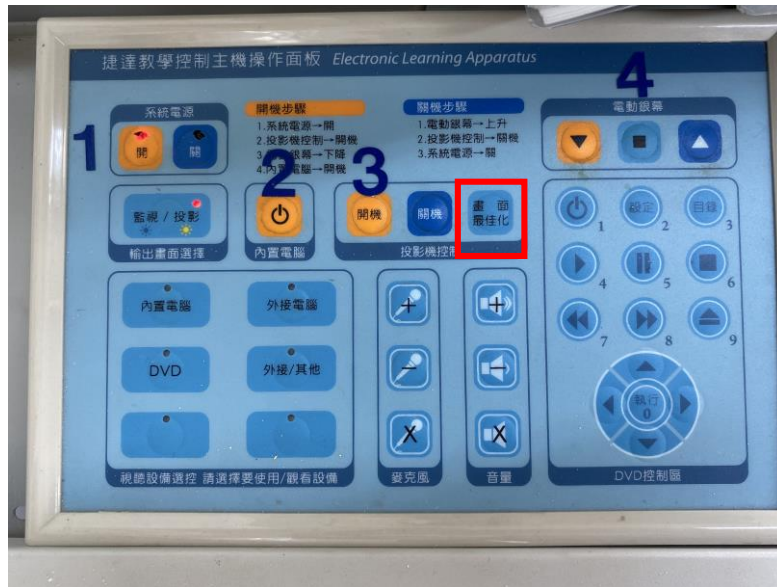 捷達教學控制主機操作面板 Electronic Learning Apparatus
1
系統電源
開
關
開機步驟
1.系統電源→開
2.投影機控制→開機
3.電動銀幕→下降
4.內置電腦→開機
關機步驟
1.電動銀幕→上升
2.投影機控制→關機
3.系統電源→關
4
電動銀幕
監視 / 投影
輸出畫面選擇
2
內置電腦
3
開機
關機
畫 面
最佳化
投影機控制
內置電腦
外接電腦
DVD
外接/其他
視聽設備選控 請選擇要使用/觀看設備
麥克風
音量
1
設定
2
目錄
3
4
5
6
7
8
9
執行
0
DVD控制區